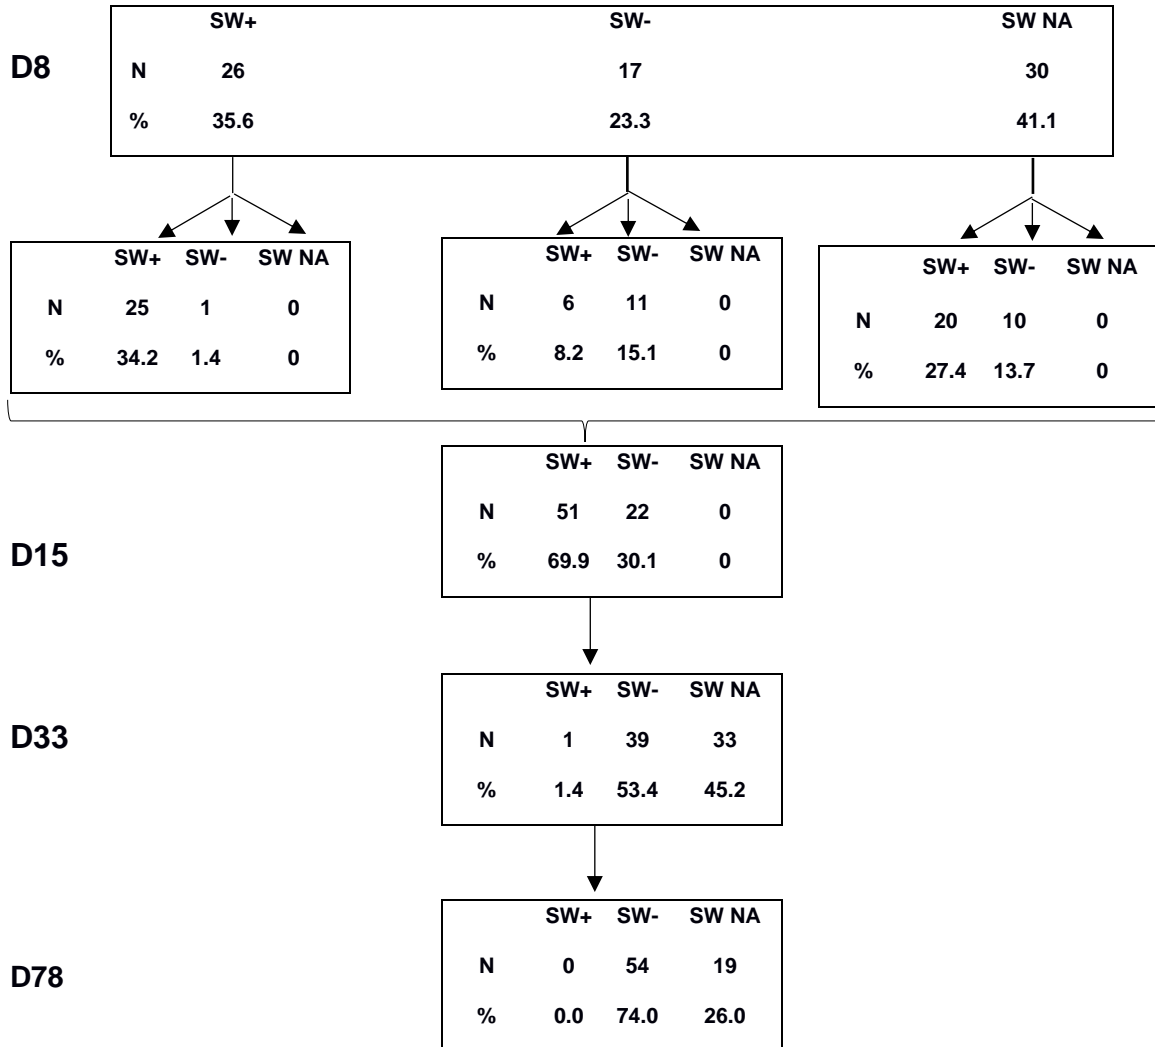 SW+ SW- SW NA
D8
N 26 17 30
% 35.6 23.3 41.1
SW+ SW- SW NA
N 25 1 0
% 34.2 1.4 0
SW+ SW- SW NA
N 6 11 0
% 8.2 15.1 0
SW+ SW- SW NA
N 20 10 0
% 27.4 13.7 0
SW+ SW- SW NA
N 51 22 0
D15
% 69.9 30.1 0
SW+ SW- SW NA
D33
N 1 39 33
% 1.4 53.4 45.2
SW+ SW- SW NA
N 0 54 19
D78
% 0.0 74.0 26.0